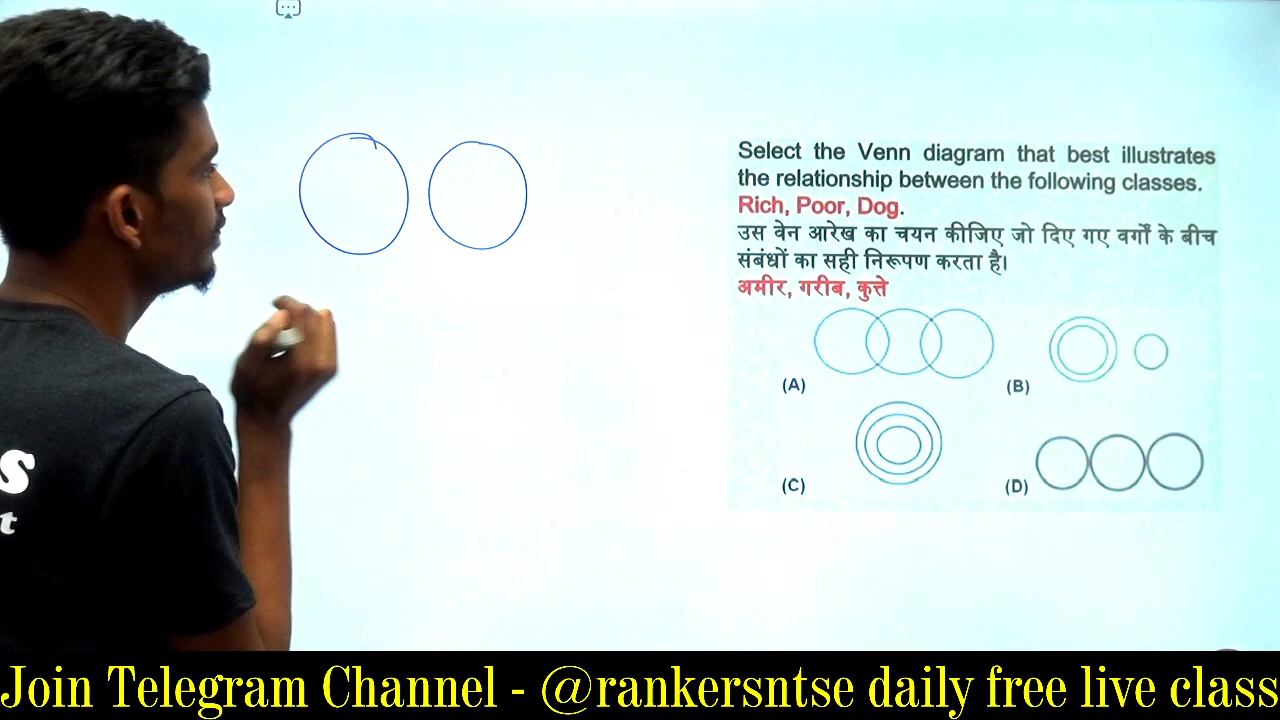 Select the Venn diagram that best illustrates
the relationship between the following classes.
Rich, Poor, Dog.
उस वेन आरेख का चयन कीजिए जो दिए गए वर्गों के बीच
संबंधों का सही निरूपण करता है।
अमीर, गरीब, कुत्ते
(A)
(B)
(C)
(D)
S
t
Join Telegram Channel - @rankersntse daily free live class